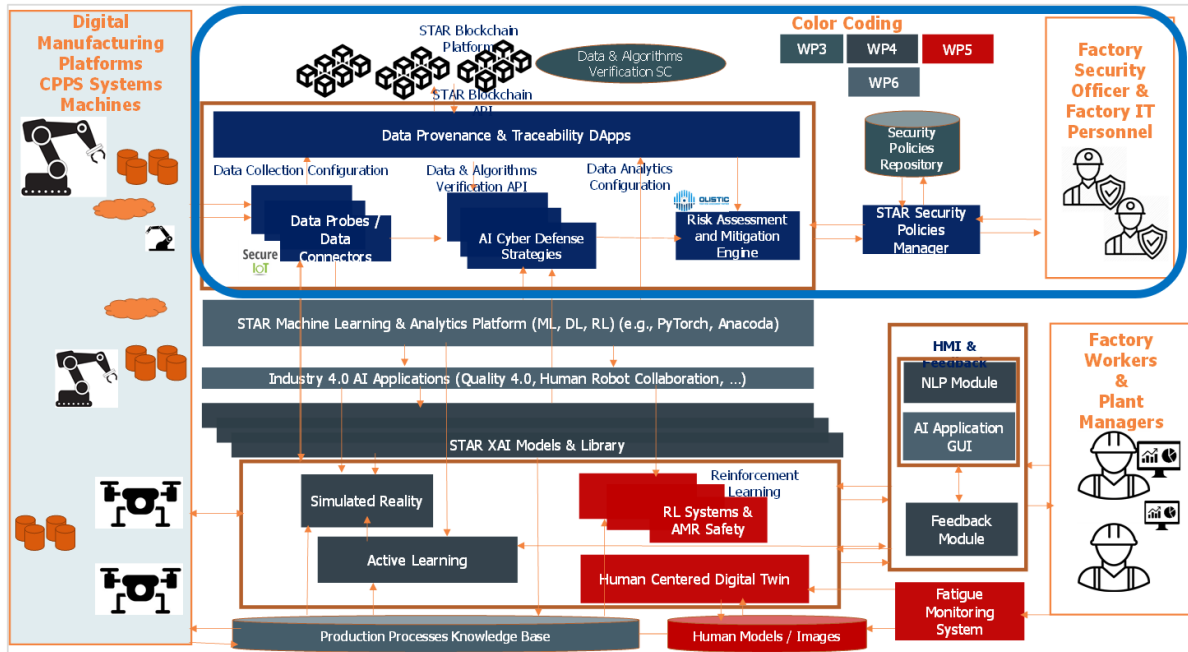 Digital
Manufacturing
Platforms
CPPS Systems
Machines
STAR Blockchain
Platform
Data & Algorithms
Verification SC
Color Coding
WP3
WP4
WP5
WP6
Factory
Security
Officer &
Factory IT
Personnel
STAR Blockchain
API
Data Provenance & Traceability DApps
Security
Policies
Repository
Data Collection Configuration
Data & Algorithms
Verification API
Data Analytics
Configuration
OLISTIC
Data Probes /
Data
Connectors
AI Cyber Defense
Strategies
Risk Assessment
and Mitigation
Engine
STAR Security
Policies
Manager
Secure
IoT
STAR Machine Learning & Analytics Platform (ML, DL, RL) (e.g., PyTorch, Anacoda)
Industry 4.0 AI Applications (Quality 4.0, Human Robot Collaboration, ...)
STAR XAI Models & Library
HMI &
Feedback
NLP Module
AI Application
GUI
Feedback
Module
Factory
Workers
&
Plant
Managers
Simulated Reality
Reinforcement
Learning
RL Systems &
AMR Safety
Active Learning
Human Centered Digital Twin
Fatigue
Monitoring
System
Production Processes Knowledge Base
Human Models / Images